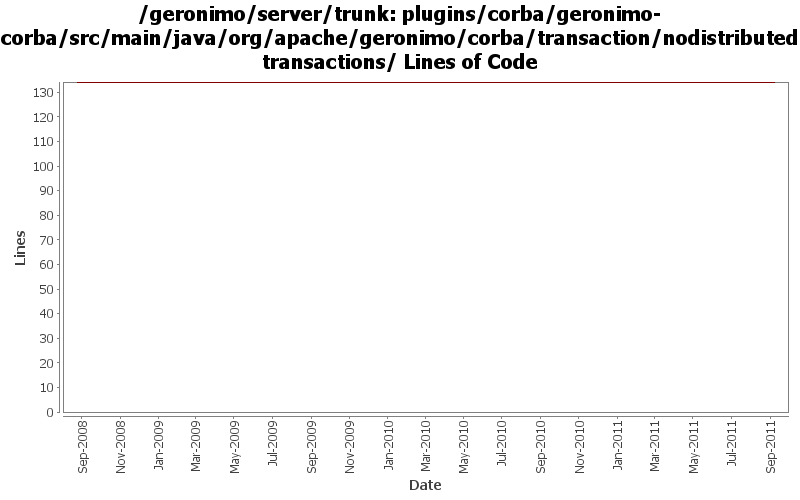 /geronimo/server/trunk: plugins/corba/geronimo-
corba/src/main/java/org/apache/geronimo/corba/transaction/nodistributed
transactions/ Lines of Code
130
120
110
100
90
80
70
60
50
40
30
20
10
0
Lines
Sep-2008
Nov-2008
Jan-2009
Mar-2009
May-2009
Jul-2009
Sep-2009
Nov-2009
Jan-2010
Mar-2010
May-2010
Jul-2010
Sep-2010
Nov-2010
Jan-2011
Mar-2011
May-2011
Jul-2011
Sep-2011
Date